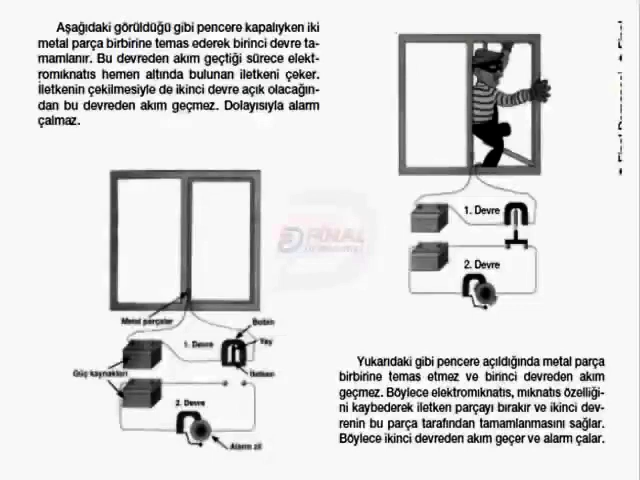 Aşağıdaki görüldüğü gibi pencere kapalıyken iki
metal parça birbirine temas ederek birinci devre ta-
mamlanır. Bu devreden akım geçtiği sürece elekt-
romıknatıs hemen altında bulunan iletkeni çeker.
İletkenin çekilmesiyle de ikinci devre açık olacağın-
dan bu devreden akım geçmez. Dolayısıyla alarm
çalmaz.
FİNAL
Metal parçalar
Bobin
1. Devre
Yay
Güç kaynakları
İletken
2. Devre
Alarm zil
1. Devre
2. Devre
Yukarıdaki gibi pencere açıldığında metal parça
birbirine temas etmez ve birinci devreden akım
geçmez. Böylece elektromıknatıs, mıknatıs özelliği-
ni kaybederek iletken parçayı bırakır ve ikinci dev-
renin bu parça tarafından tamamlanmasını sağlar.
Böylece ikinci devreden akım geçer ve alarm çalar.